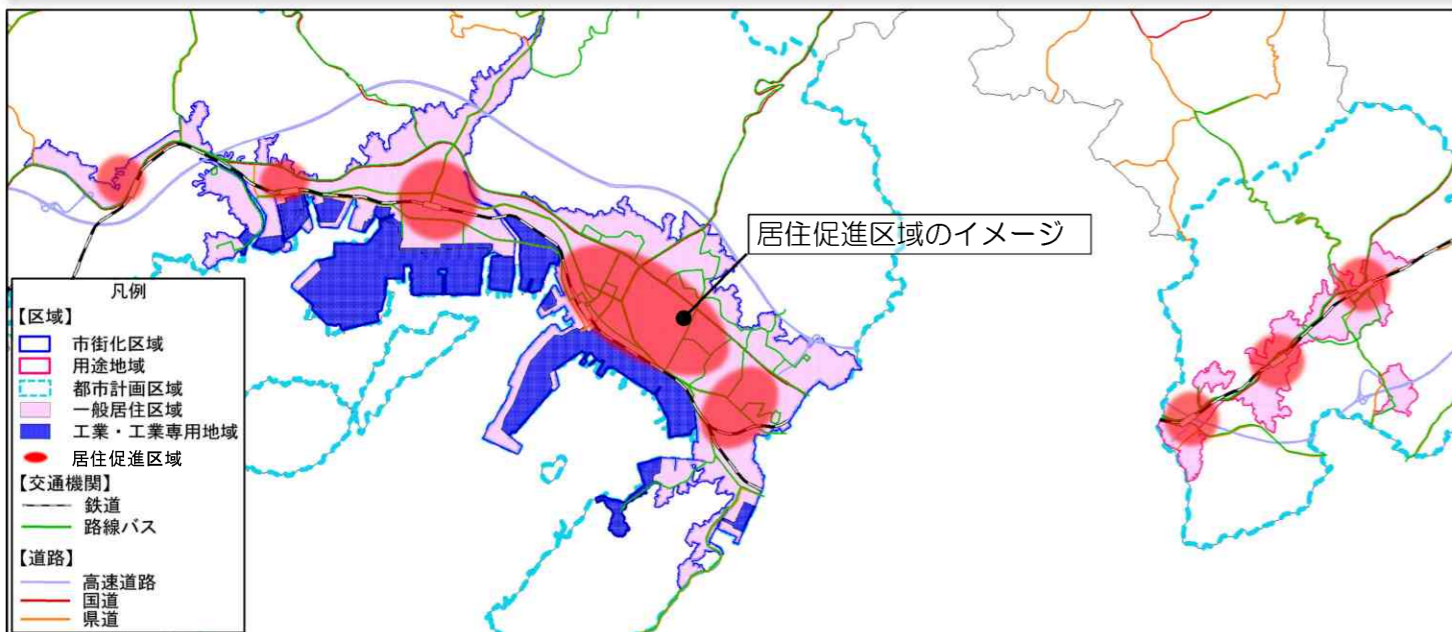 居住促進区域のイメージ
凡例
【区域】
市街化区域
用途地域
都市計画区域
一般居住区域
工業・工業専用地域
居住促進区域
【交通機関】
鉄道
路線バス
【道路】
高速道路
国道
県道